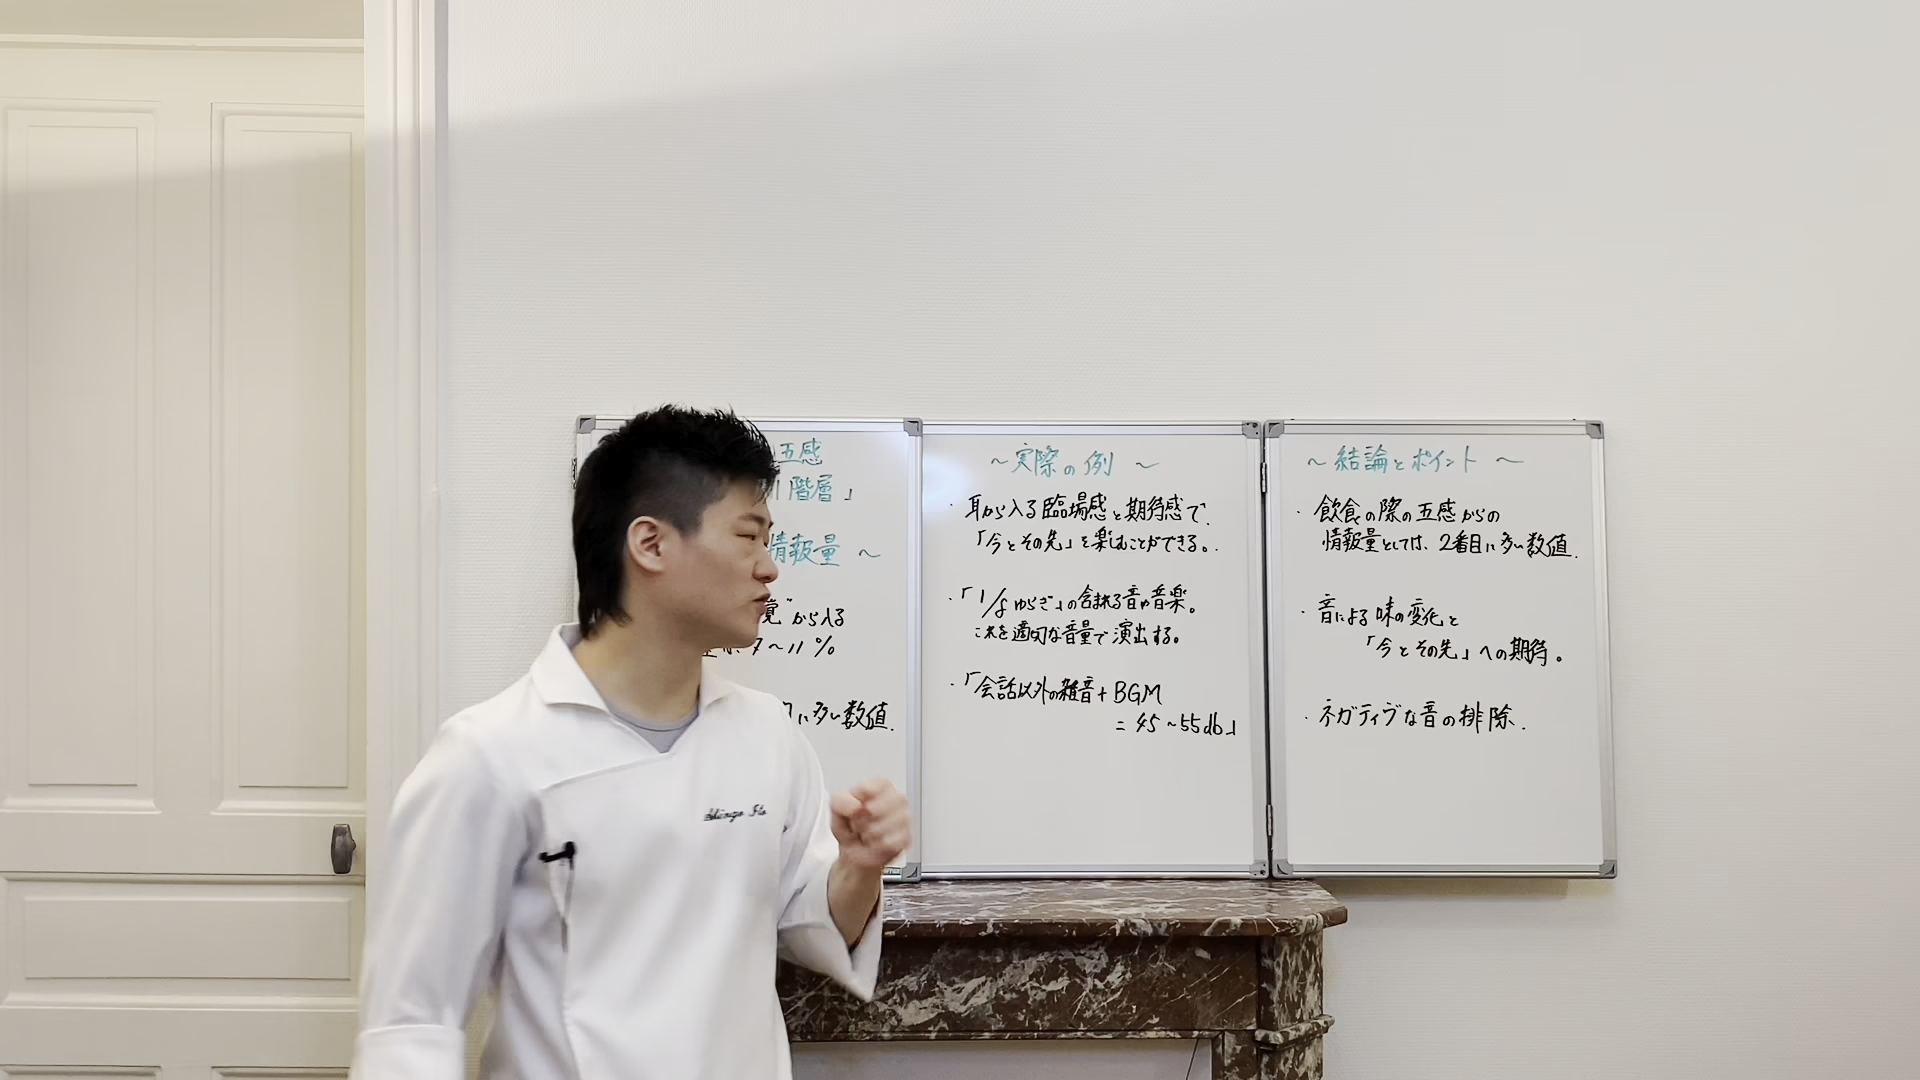 五感
階層」
情報量 ～
覚”から入る
7～11%
に多い数値.
～実際の例～
・耳から入る臨場感と期待感で、
「今とその先」を楽しむことができる。
・「1/fゆらぎ」の含まれる音や音楽。
これを適切な音量で演出する。
・「会話以外の雑音+BGM
=45～55db」
～結論とポイント～
・飲食の際の五感からの
情報量としては、2番目に多い数値.
・音による味の変化と
「今とその先」への期待。
・ネガティブな音の排除.
Shingo Ito